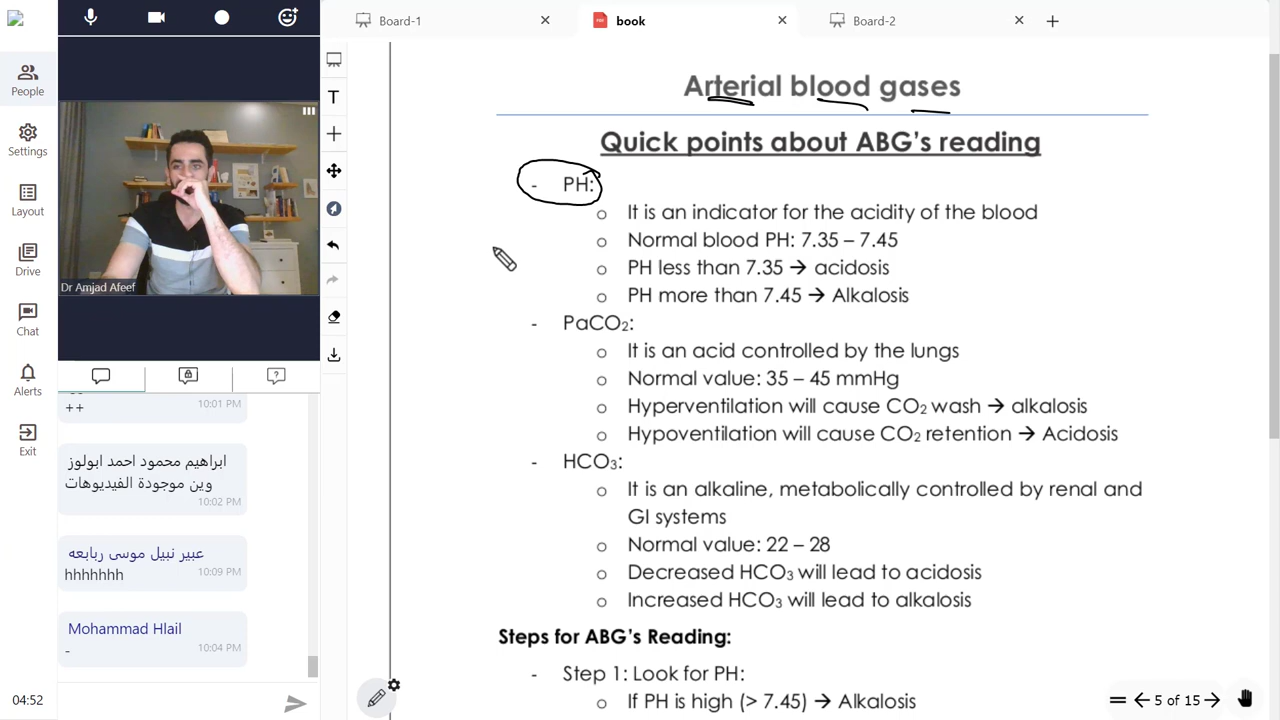 Board-1
book
Board-2
People
Settings
Layout
Drive
Chat
Alerts
Exit
04:52
Dr Amjad Afeef
++
10:01 PM
ابراهيم محمود احمد ابولوز
وين موجودة الفيديوهات
10:02 PM
عبير نبيل موسى ربابعه
hhhhhhh
10:09 PM
Mohammad Hlail
-
10:04 PM
Arterial blood gases
Quick points about ABG's reading
- PH:
o It is an indicator for the acidity of the blood
o Normal blood PH: 7.35 – 7.45
o PH less than 7.35 → acidosis
o PH more than 7.45 → Alkalosis
- PaCO₂:
o It is an acid controlled by the lungs
o Normal value: 35 – 45 mmHg
o Hyperventilation will cause CO₂ wash → alkalosis
o Hypoventilation will cause CO₂ retention → Acidosis
- HCO₃:
o It is an alkaline, metabolically controlled by renal and
GI systems
o Normal value: 22 – 28
o Decreased HCO₃ will lead to acidosis
o Increased HCO₃ will lead to alkalosis
Steps for ABG's Reading:
- Step 1: Look for PH:
o If PH is high (> 7.45) → Alkalosis
5 of 15